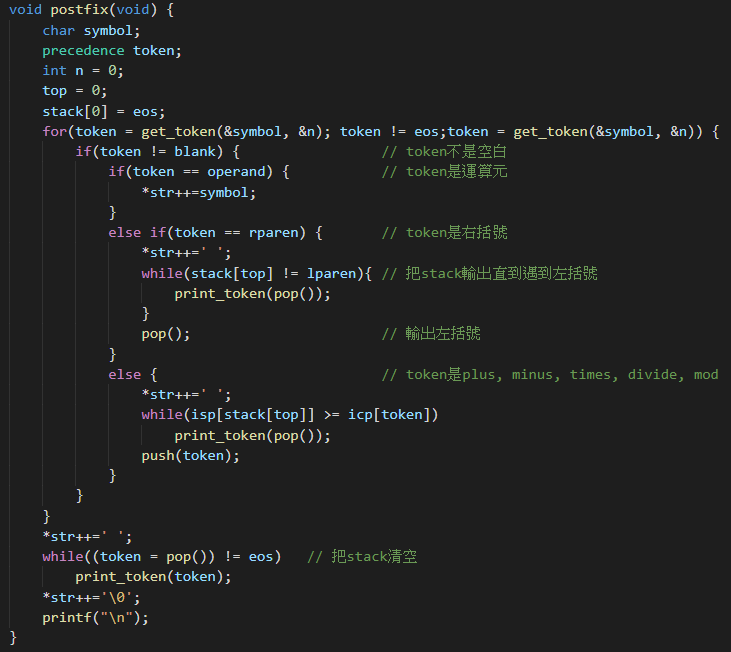 void postfix(void) {
    char symbol;
    precedence token;
    int n = 0;
    top = 0;
    stack[0] = eos;
    for(token = get_token(&symbol, &n); token != eos;token = get_token(&symbol, &n)) {
        if(token != blank) {                 // token不是空白
            if(token == operand) {           // token是運算元
                *str++=symbol;
            }
            else if(token == rparen) {       // token是右括號
                *str++=' ';
                while(stack[top] != lparen){ // 把stack輸出直到遇到左括號
                    print_token(pop());
                }
                pop();                       // 輸出左括號
            }
            else {                           // token是plus, minus, times, divide, mod
                *str++=' ';
                while(isp[stack[top]] >= icp[token])
                    print_token(pop());
                push(token);
            }
        }
    }
    *str++=' ';
    while((token = pop()) != eos)   // 把stack清空
        print_token(token);
    *str++='\0';
    printf("\n");
}